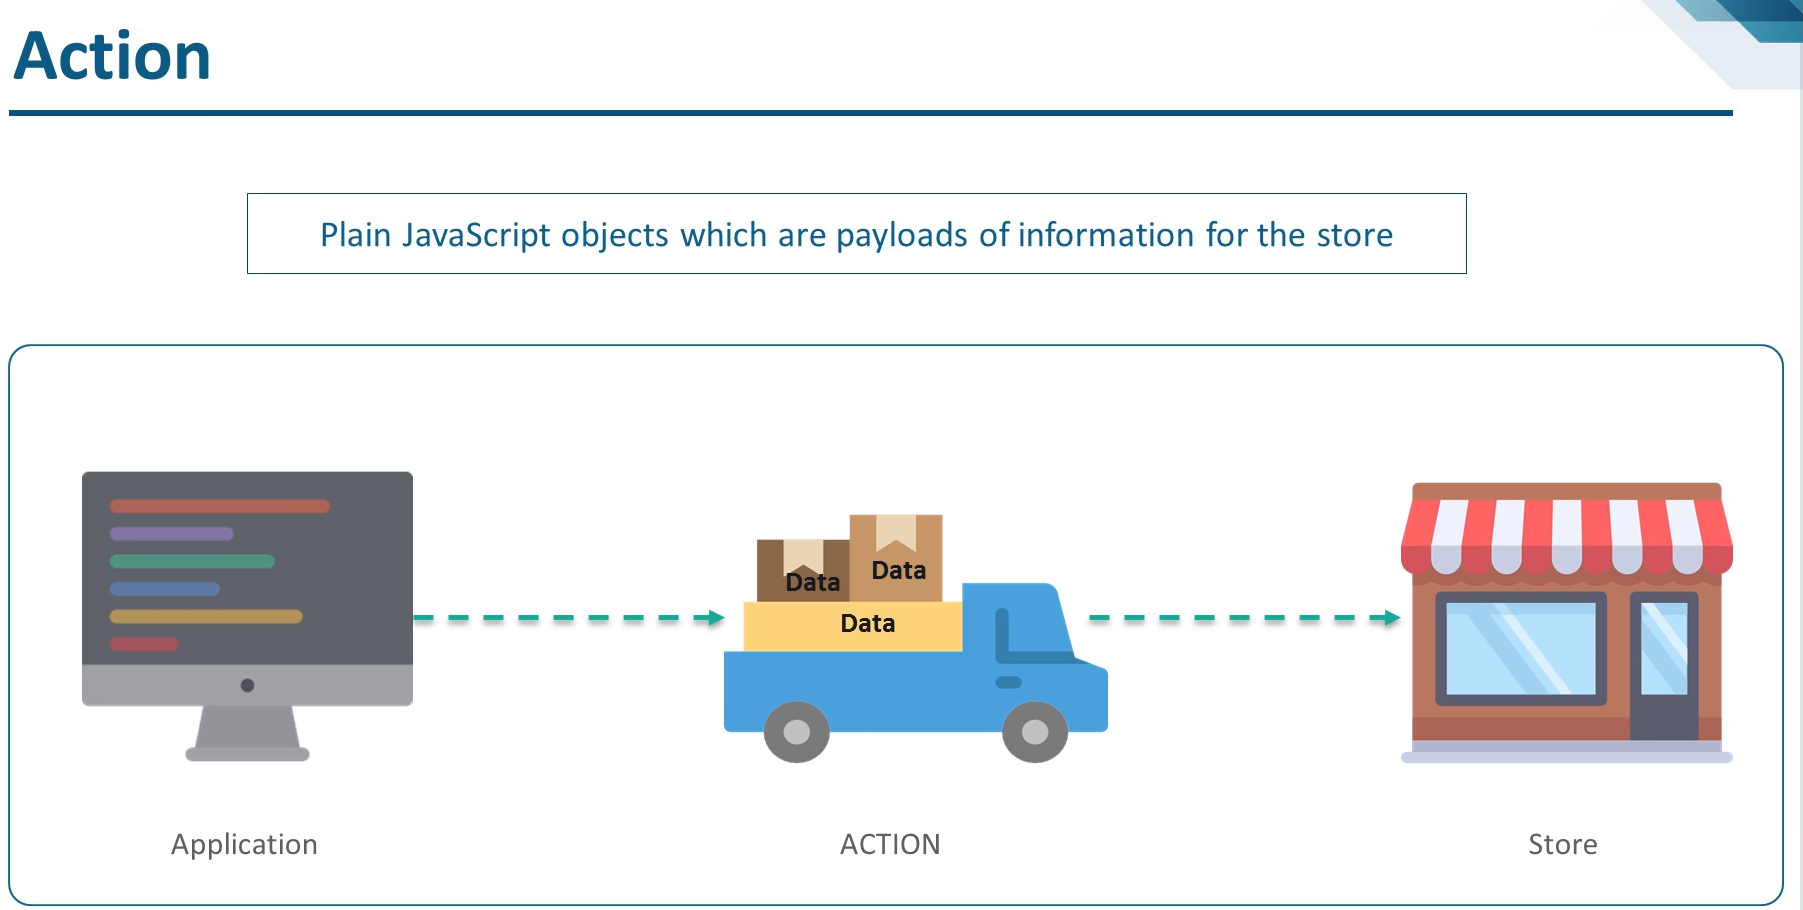 Action
Plain JavaScript objects which are payloads of information for the store
Data
Data
Data
Application
ACTION
Store